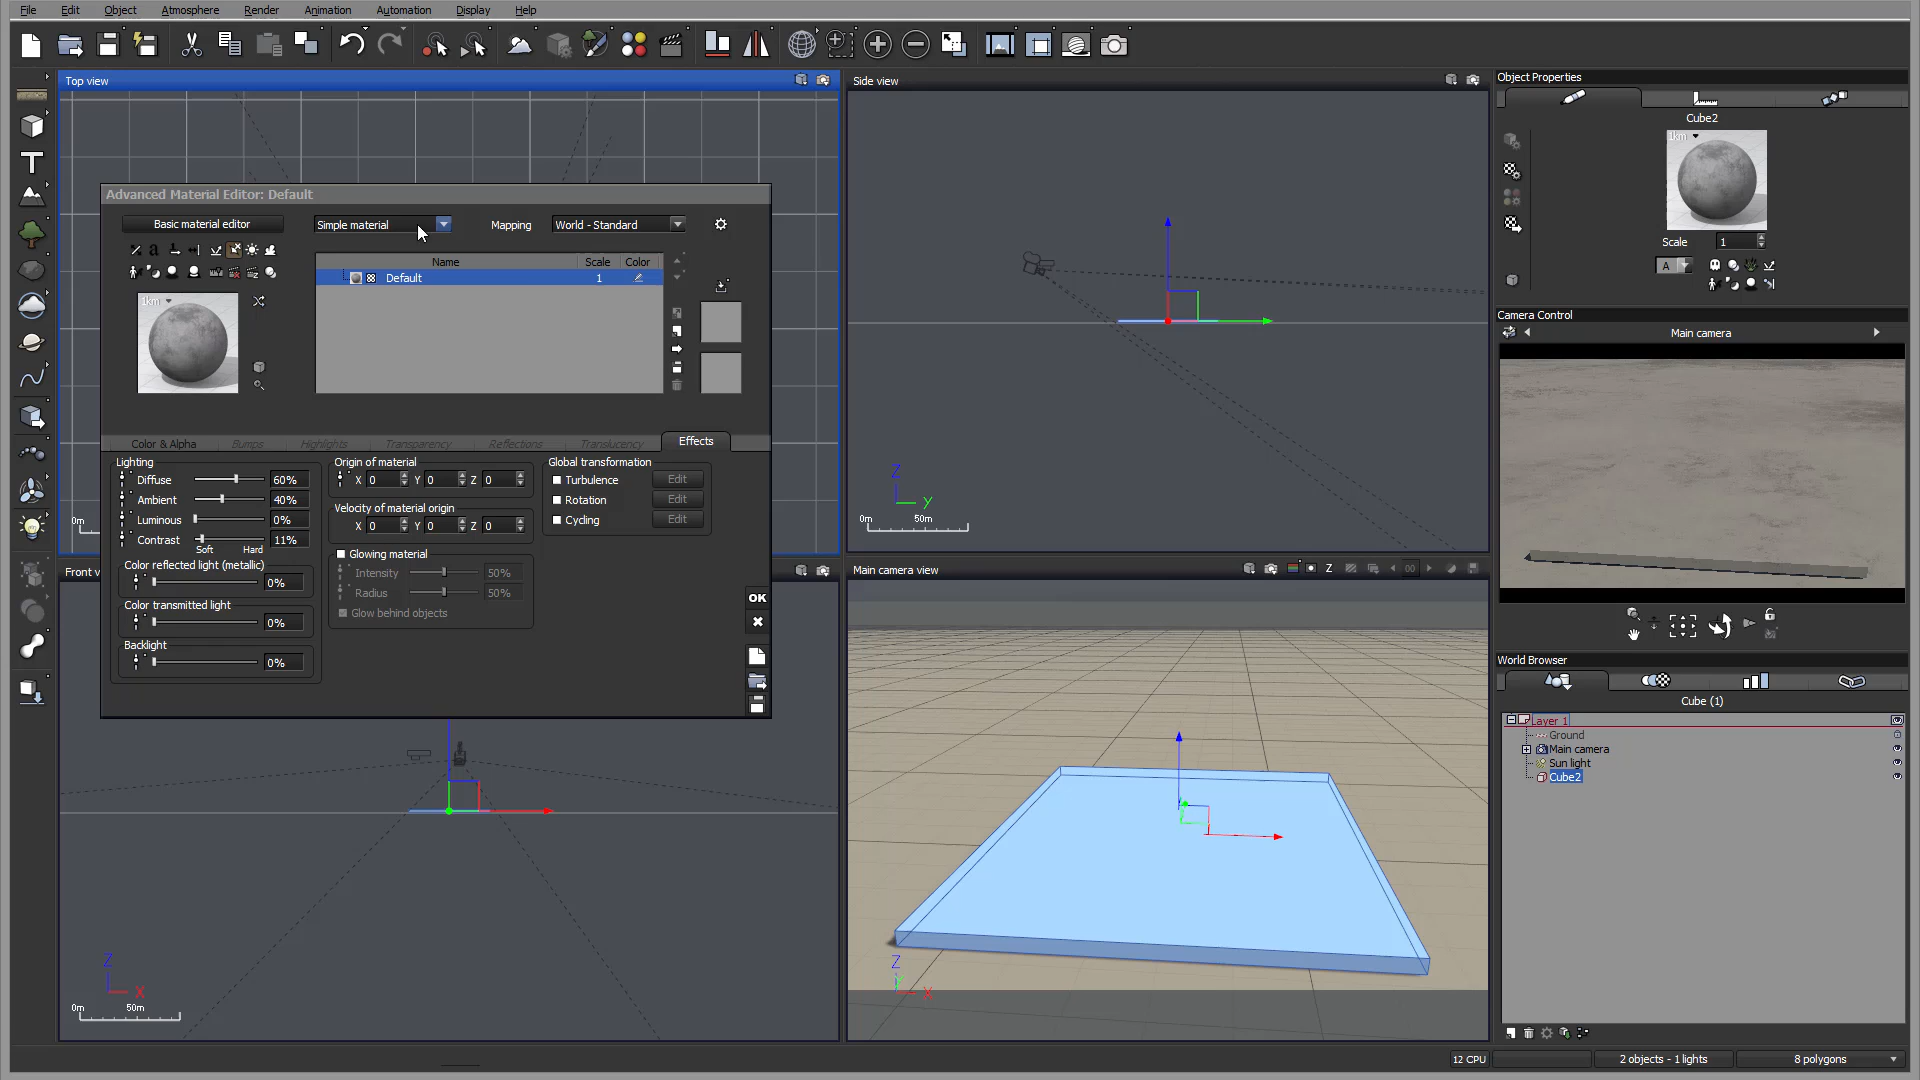 File Edit Object Atmosphere Render Animation Automation Display Help
Top view
Side view
Object Properties
Cube2
1km
Scale 1
A
Advanced Material Editor: Default
Basic material editor Simple material Mapping World - Standard
Name Scale Color
Default 1
1km
Color & Alpha Bumps Highlights Transparency Reflections Translucency Effects
Lighting
Diffuse 60%
Ambient 40%
Luminous 0%
Contrast 11%
Soft Hard
Color reflected light (metallic)
0%
Color transmitted light
0%
Backlight
0%
Origin of material
X 0 Y 0 Z 0
Velocity of material origin
X 0 Y 0 Z 0
Glowing material
Intensity 50%
Radius 50%
Glow behind objects
Global transformation
Turbulence Edit
Rotation Edit
Cycling Edit
OK
0m
Z
Y
0m 50m
Camera Control
Main camera
Front v
Z
X
0m 50m
Main camera view
Z
00
Z
Y
X
World Browser
Cube (1)
Layer 1
Ground
Main camera
Sun light
Cube2
12 CPU 2 objects - 1 lights 8 polygons